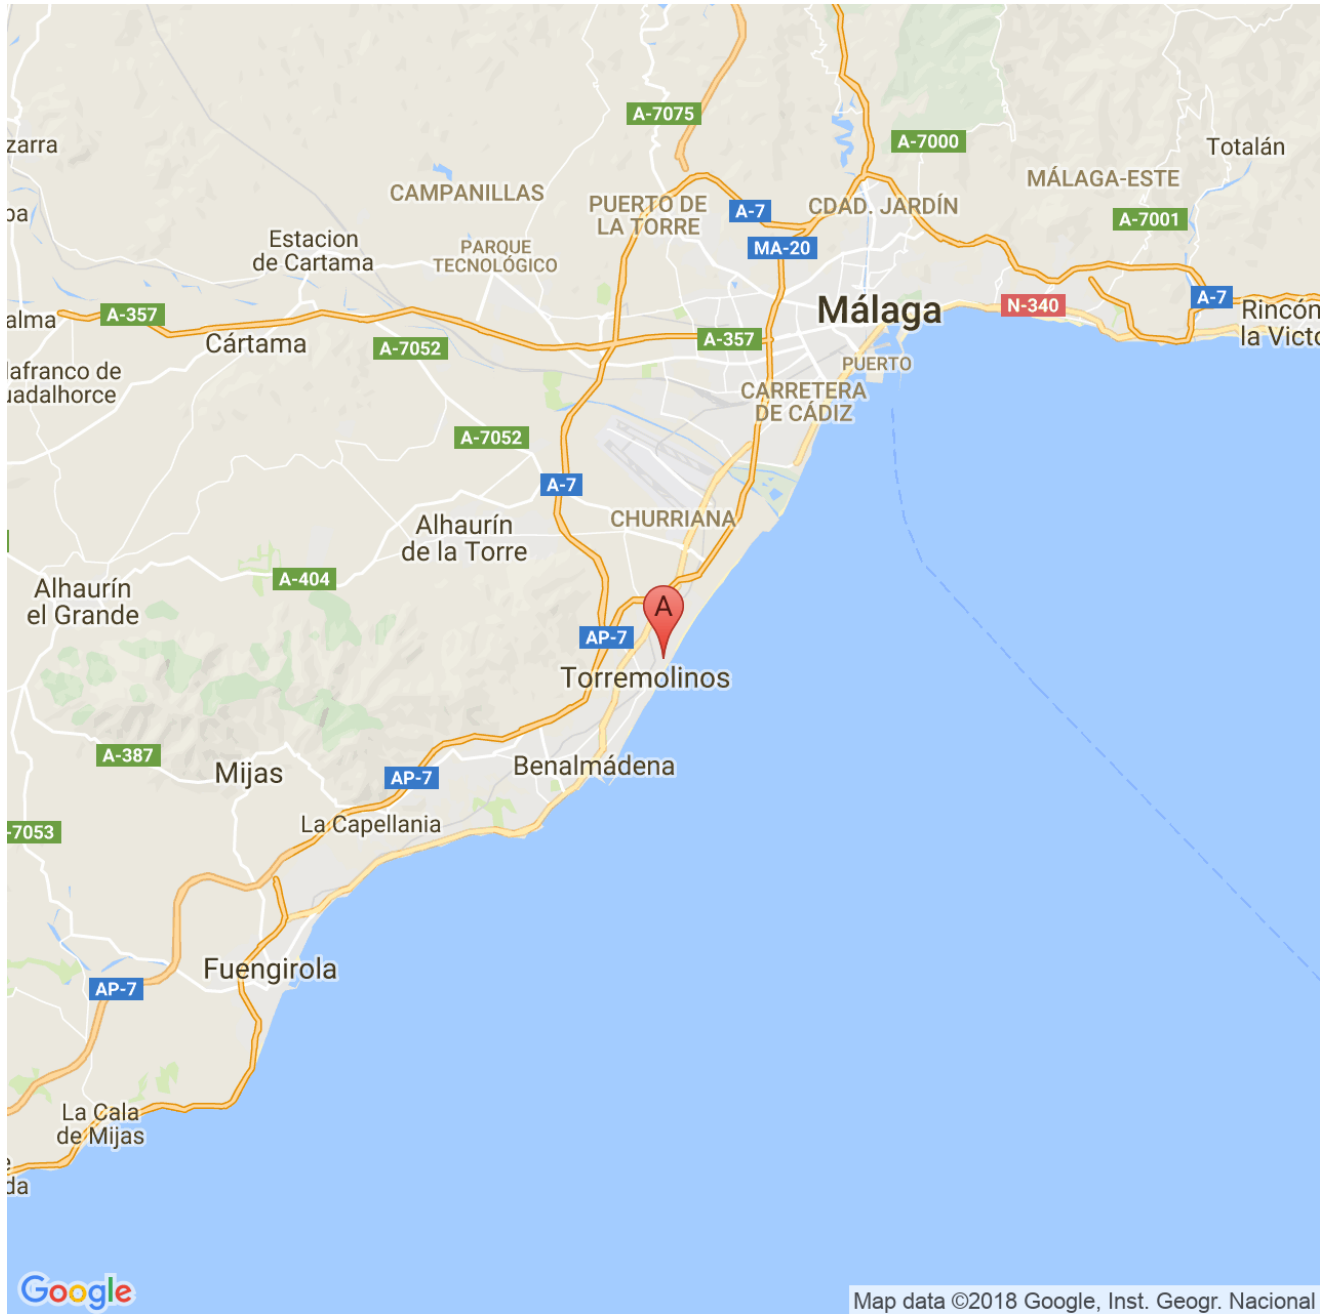 A-7075
A-7000
zarra
Totalán
MÁLAGA-ESTE
CAMPANILLAS
PUERTO DE
LA TORRE
A-7
CDAD. JARDÍN
A-7001
ba
Estacion
de Cartama
PARQUE
TECNOLÓGICO
MA-20
A-7
N-340
Málaga
Rincón
la Victo
alma
A-357
Cártama
A-7052
A-357
PUERTO
lafranco de
uadalhorce
CARRETERA
DE CÁDIZ
A-7052
A-7
CHURRIANA
Alhaurín
de la Torre
A-404
Alhaurín
el Grande
A
AP-7
Torremolinos
A-387
Mijas
AP-7
Benalmádena
La Capellania
-7053
Fuengirola
AP-7
La Cala
de Mijas
da
Google
Map data ©2018 Google, Inst. Geogr. Nacional